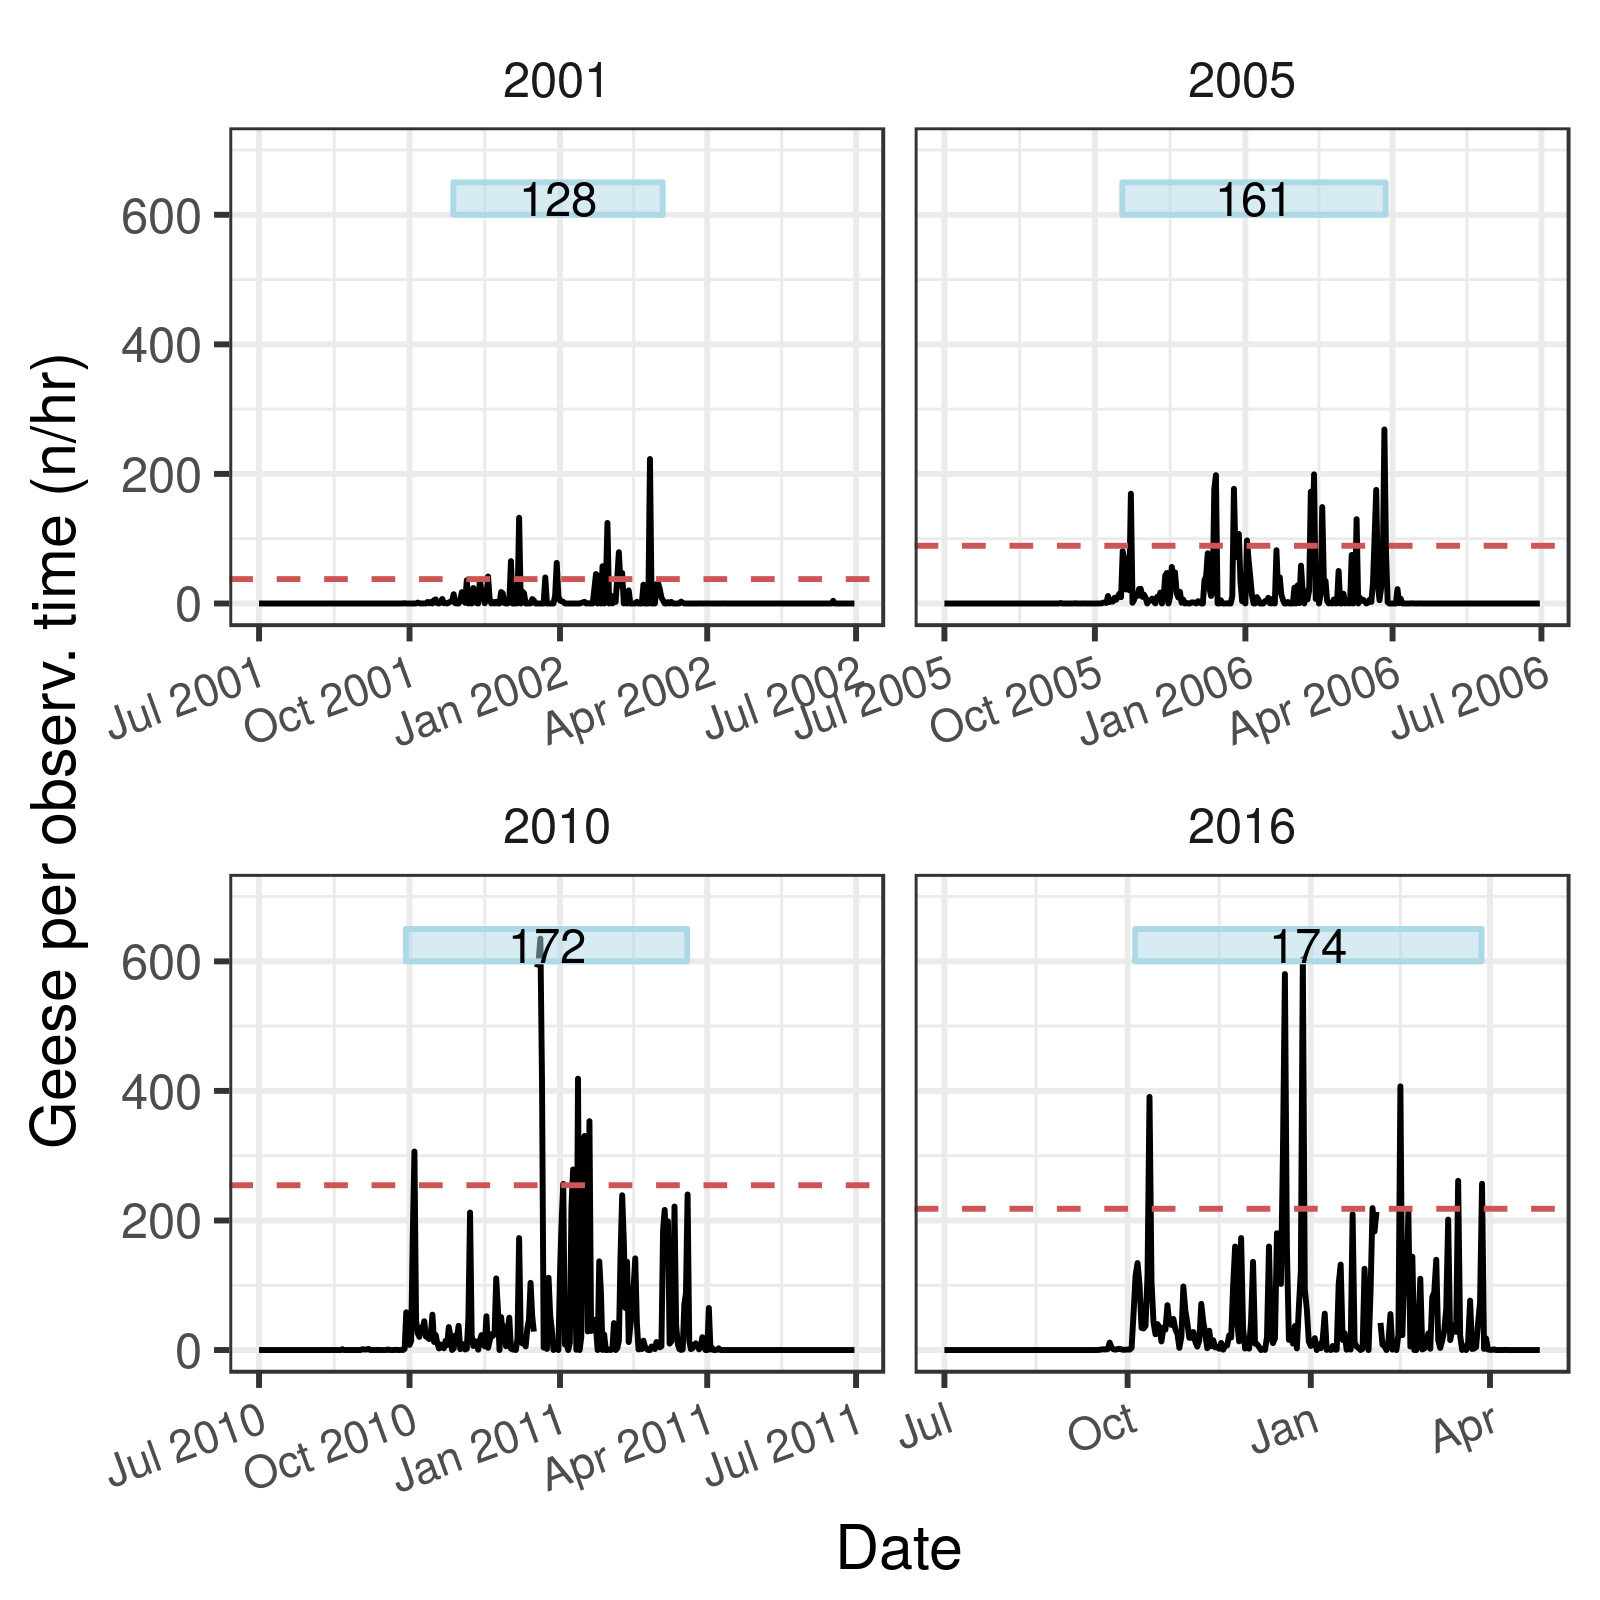 2001
2005
128
161
600
400
200
0
Jul 2001
Oct 2001
Jan 2002
Apr 2002
Jul 2002
Jul 2005
Oct 2005
Jan 2006
Apr 2006
Jul 2006
Geese per observ. time (n/hr)
2010
2016
172
174
600
400
200
0
Jul 2010
Oct 2010
Jan 2011
Apr 2011
Jul 2011
Jul
Oct
Jan
Apr
Date